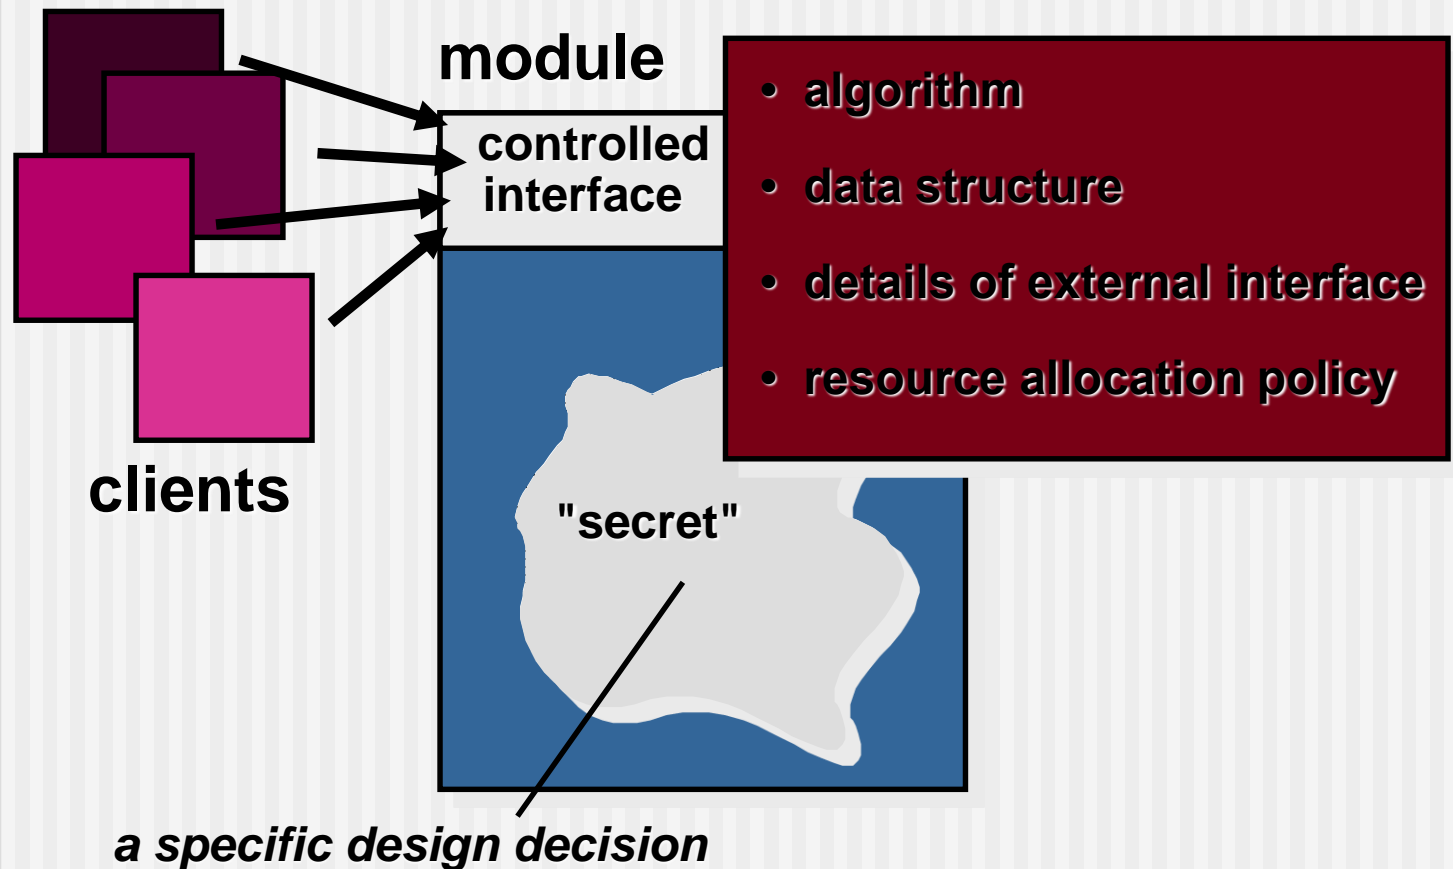 module
controlled
interface
• algorithm
• data structure
• details of external interface
• resource allocation policy
clients
"secret"
a specific design decision